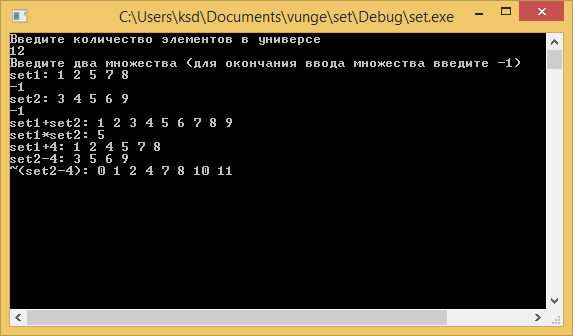 C:\Users\ksd\Documents\vunge\set\Debug\set.exe
Введите количество элементов в универсе
12
Введите два множества (для окончания ввода множества введите -1)
set1: 1 2 5 7 8
-1
set2: 3 4 5 6 9
-1
set1+set2: 1 2 3 4 5 6 7 8 9
set1*set2: 5
set1+4: 1 2 4 5 7 8
set2-4: 3 5 6 9
~(set2-4): 0 1 2 4 7 8 10 11